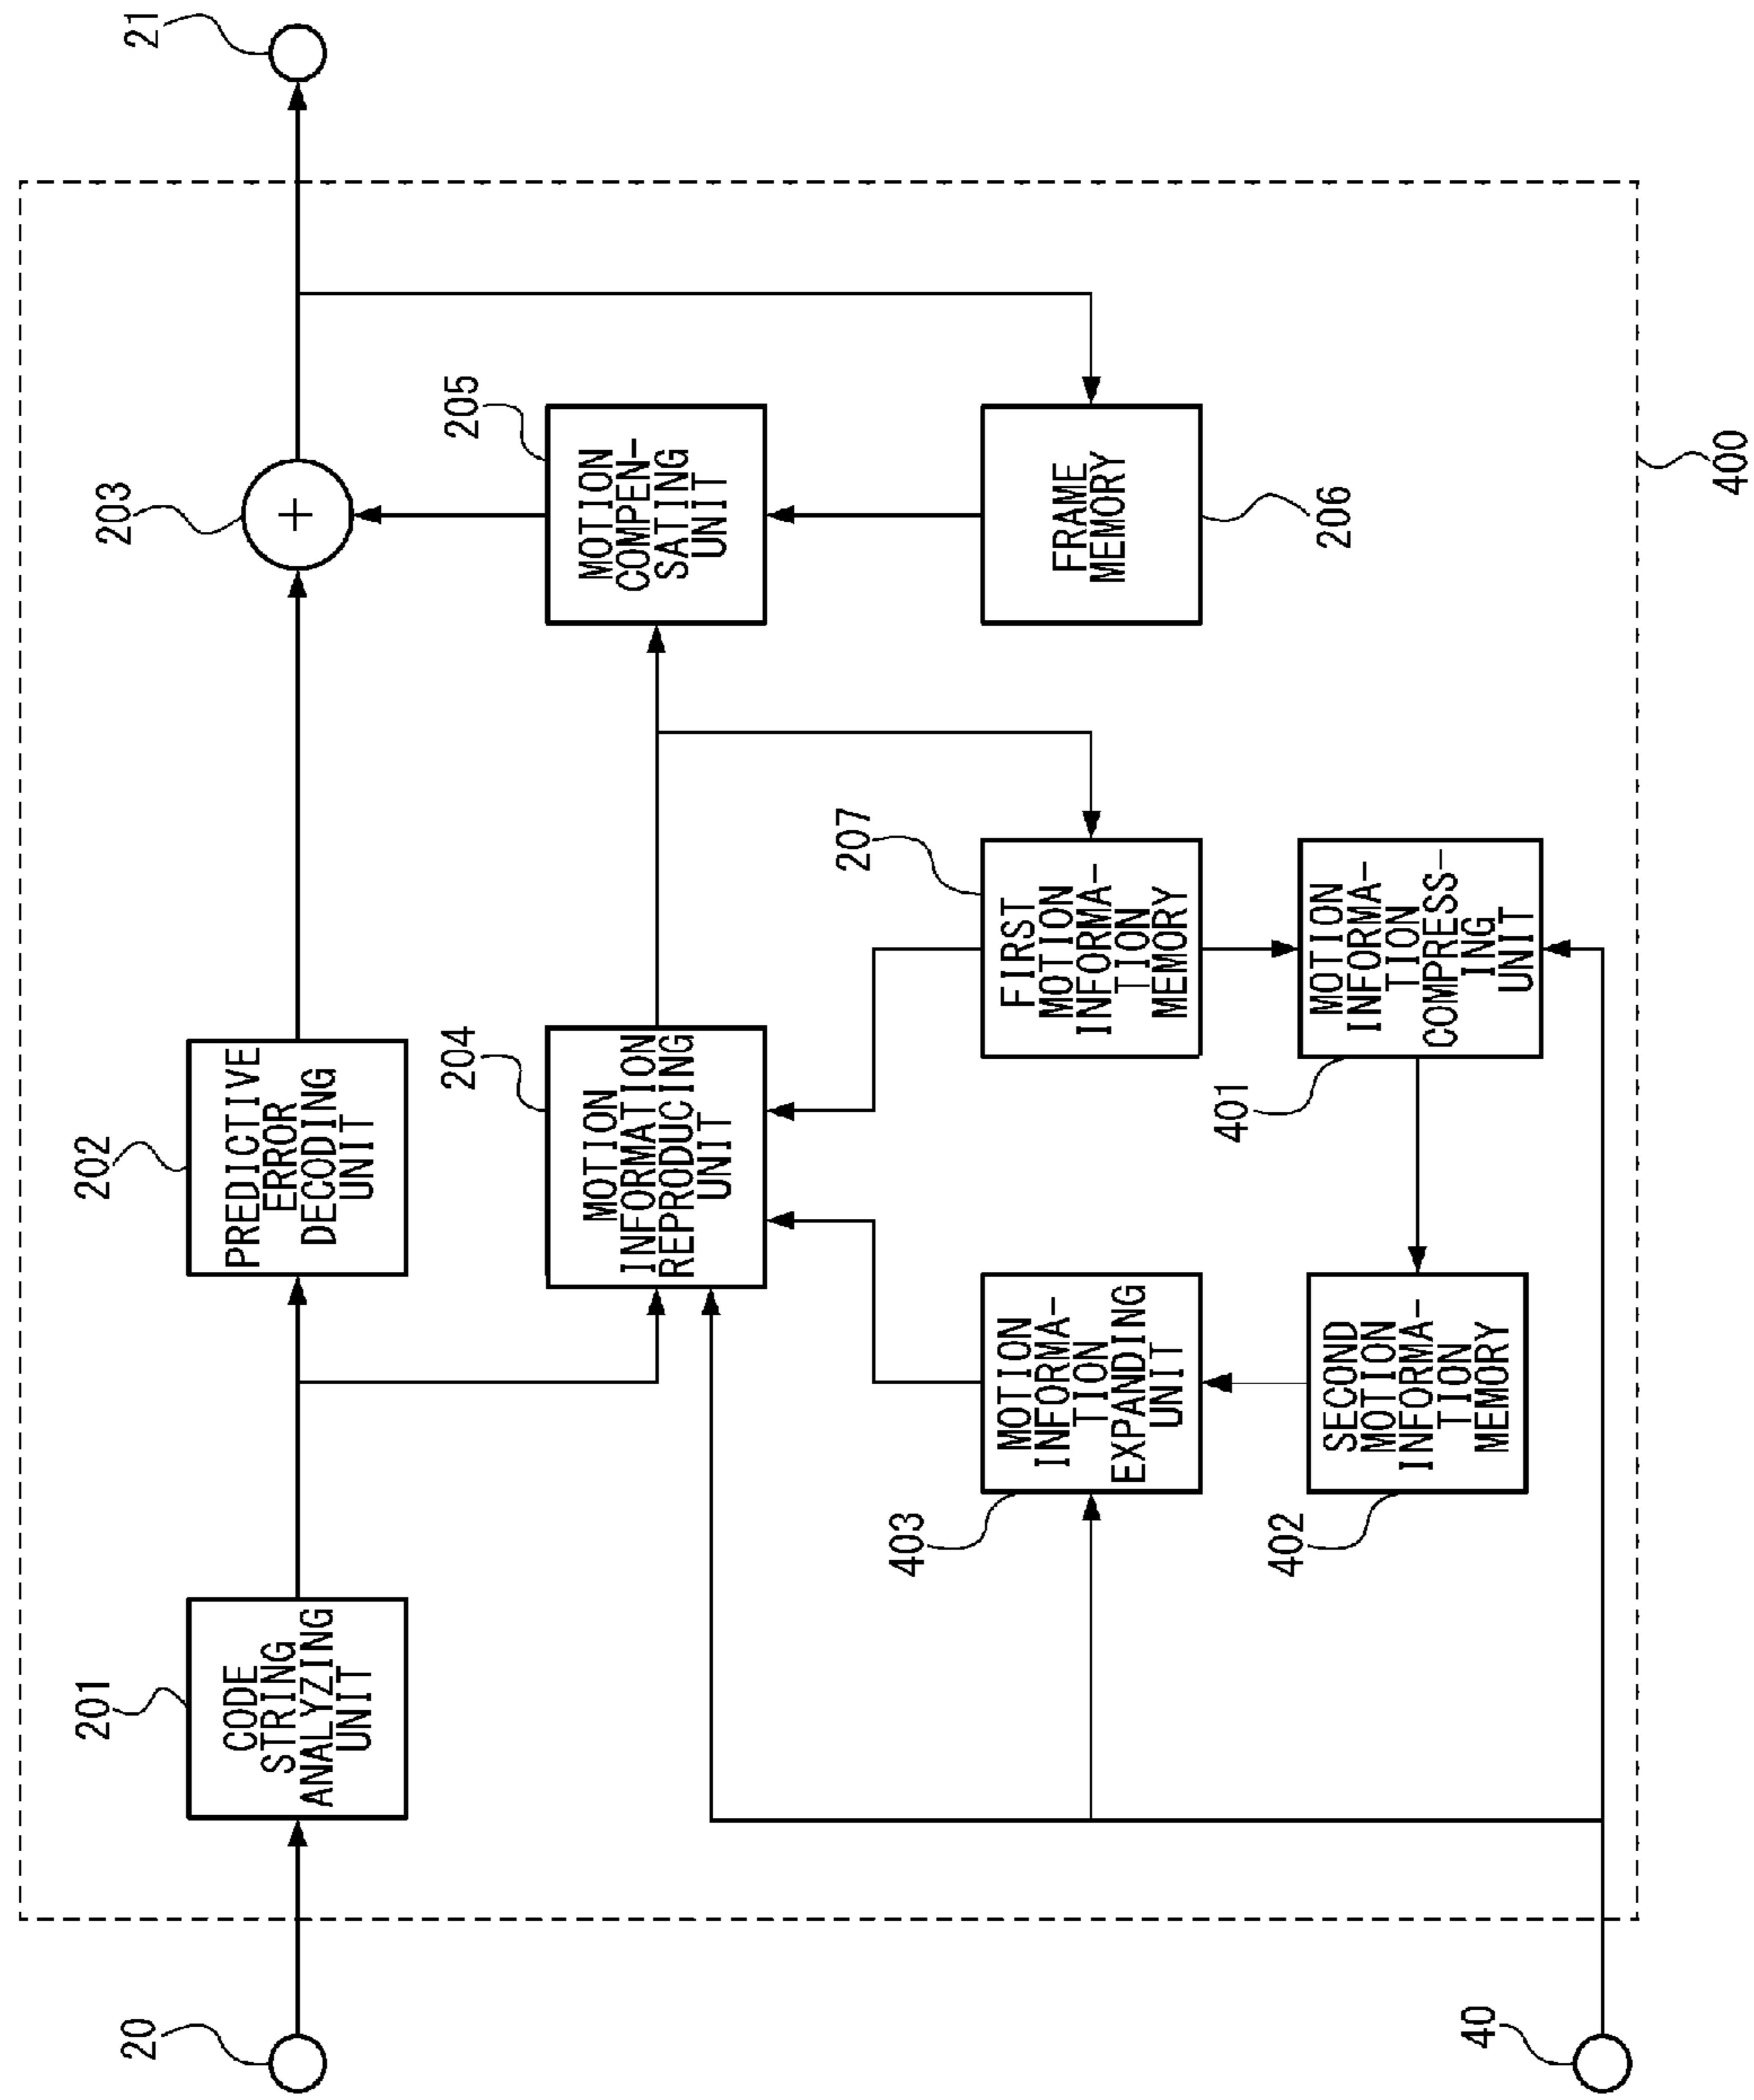 20
201
CODE
STRING
ANALYZING
UNIT
202
PREDICTIVE
ERROR
DECODING
UNIT
203
+
21
204
MOTION
INFORMATION
REPRODUCING
UNIT
205
MOTION
COMPEN-
SATING
UNIT
403
MOTION
INFORMA-
TION
EXPANDING
UNIT
207
FIRST
MOTION
INFORMA-
TION
MEMORY
FRAME
MEMORY
206
402
SECOND
MOTION
INFORMA-
TION
MEMORY
401
MOTION
INFORMA-
TION
COMPRESS-
ING
UNIT
40
400